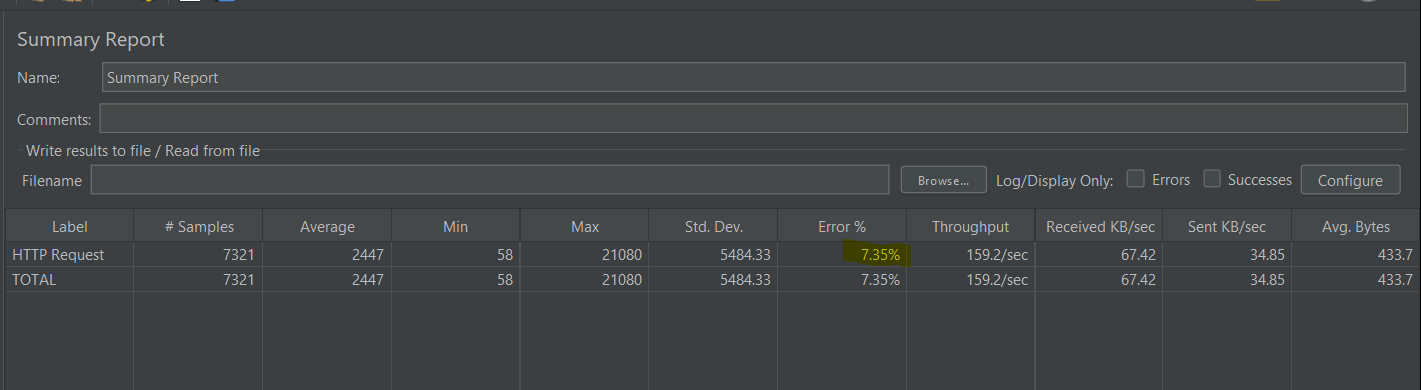 Summary Report
Name: Summary Report
Comments:
Write results to file / Read from file
Filename Browse... Log/Display Only: Errors Successes Configure
Label # Samples Average Min Max Std. Dev. Error % Throughput Received KB/sec Sent KB/sec Avg. Bytes
HTTP Request 7321 2447 58 21080 5484.33 7.35% 159.2/sec 67.42 34.85 433.7
TOTAL 7321 2447 58 21080 5484.33 7.35% 159.2/sec 67.42 34.85 433.7